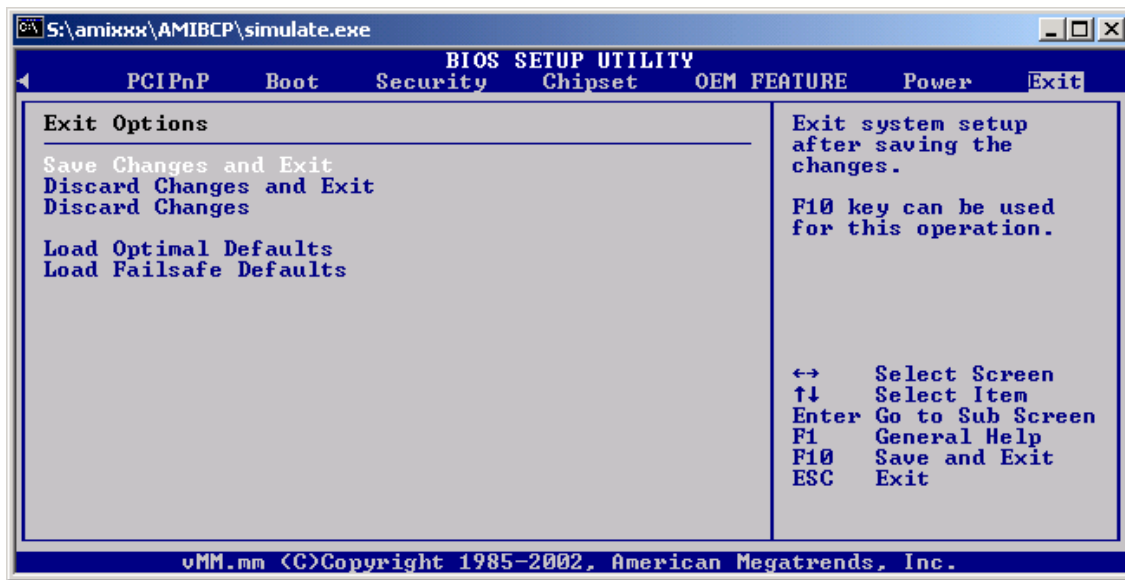 S:\amixxx\AMIBCP\simulate.exe
BIOS SETUP UTILITY
PCIPnP Boot Security Chipset OEM FEATURE Power Exit
Exit Options
Save Changes and Exit
Discard Changes and Exit
Discard Changes
Load Optimal Defaults
Load Failsafe Defaults
Exit system setup
after saving the
changes.
F10 key can be used
for this operation.
↔ Select Screen
↑↓ Select Item
Enter Go to Sub Screen
F1 General Help
F10 Save and Exit
ESC Exit
vMM.mm (C)Copyright 1985-2002, American Megatrends, Inc.